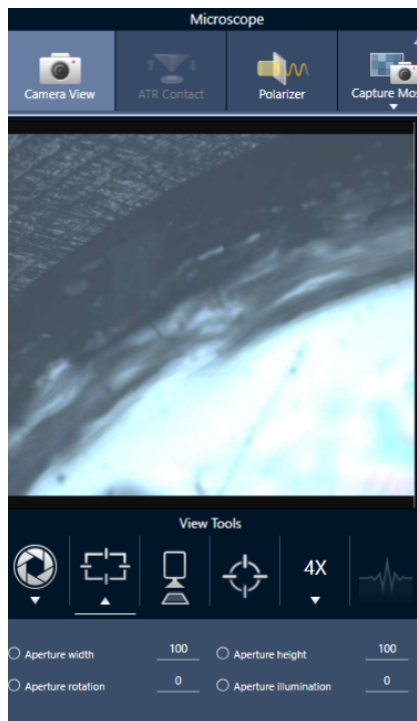 Microscope
Camera View
ATR Contact
Polarizer
Capture Mos
View Tools
4X
Aperture width 100 Aperture height 100
Aperture rotation 0 Aperture illumination 0